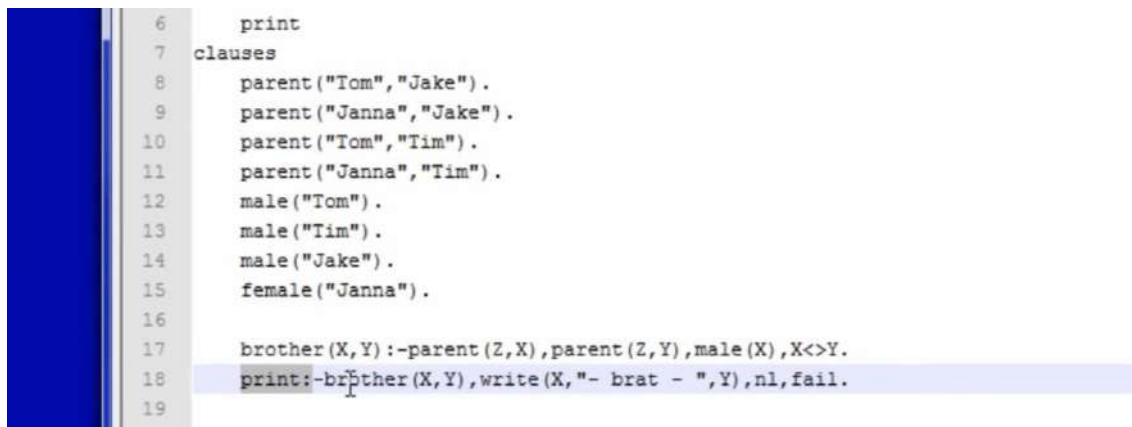 6 print
7 clauses
8 parent("Tom","Jake").
9 parent("Janna","Jake").
10 parent("Tom","Tim").
11 parent("Janna","Tim").
12 male("Tom").
13 male("Tim").
14 male("Jake").
15 female("Janna").
16
17 brother(X,Y):-parent(Z,X),parent(Z,Y),male(X),X<>Y.
18 print:-brother(X,Y),write(X,"- brat - ",Y),nl,fail.
19